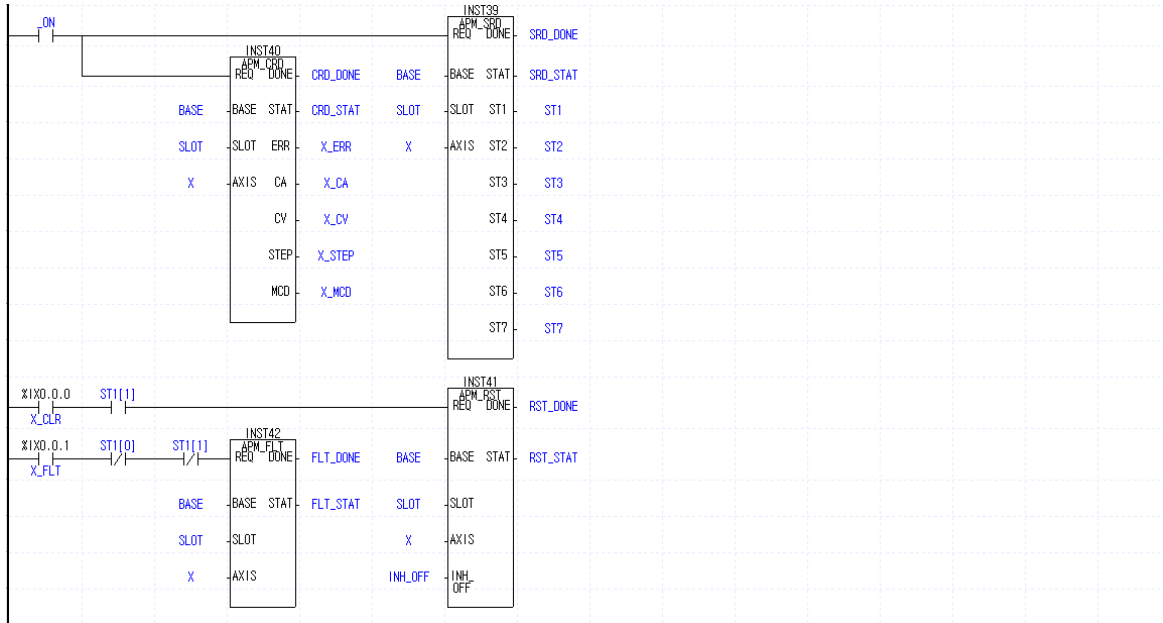 INST39
_ON APM_SRD
REQ DONE SRD_DONE
INST40
APM_CRD
REQ DONE CRD_DONE BASE BASE STAT SRD_STAT
BASE BASE STAT CRD_STAT SLOT SLOT ST1 ST1
SLOT SLOT ERR X_ERR X AXIS ST2 ST2
X AXIS CA X_CA ST3 ST3
CV X_CV ST4 ST4
STEP X_STEP ST5 ST5
MCD X_MCD ST6 ST6
ST7 ST7
INST41
%IX0.0.0 ST1[1] APM_RST
REQ DONE RST_DONE
X_CLR
INST42
%IX0.0.1 ST1[0] ST1[1] APM_FLT
REQ DONE FLT_DONE BASE BASE STAT RST_STAT
X_FLT
BASE BASE STAT FLT_STAT SLOT SLOT
SLOT SLOT X AXIS
X AXIS INH_OFF INH_
OFF